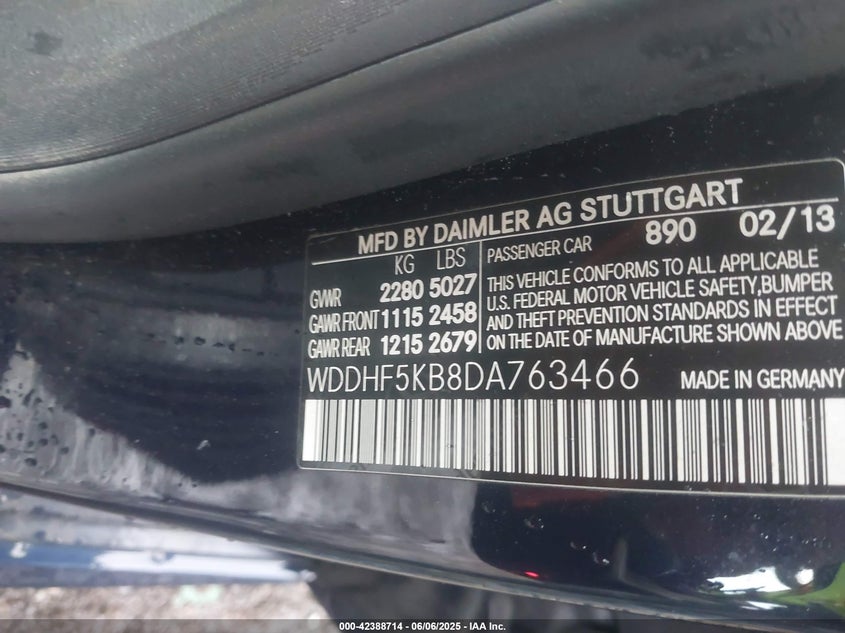 MFD BY DAIMLER AG STUTTGART
KG LBS
GVWR 2280 5027
GAWR FRONT 1115 2458
GAWR REAR 1215 2679
PASSENGER CAR 890 02/13
THIS VEHICLE CONFORMS TO ALL APPLICABLE
U.S. FEDERAL MOTOR VEHICLE SAFETY, BUMPER
AND THEFT PREVENTION STANDARDS IN EFFECT
ON THE DATE OF MANUFACTURE SHOWN ABOVE
WDDHF5KB8DA763466 MADE IN GERMANY
000-42388714 - 06/06/2025 - IAA Inc.